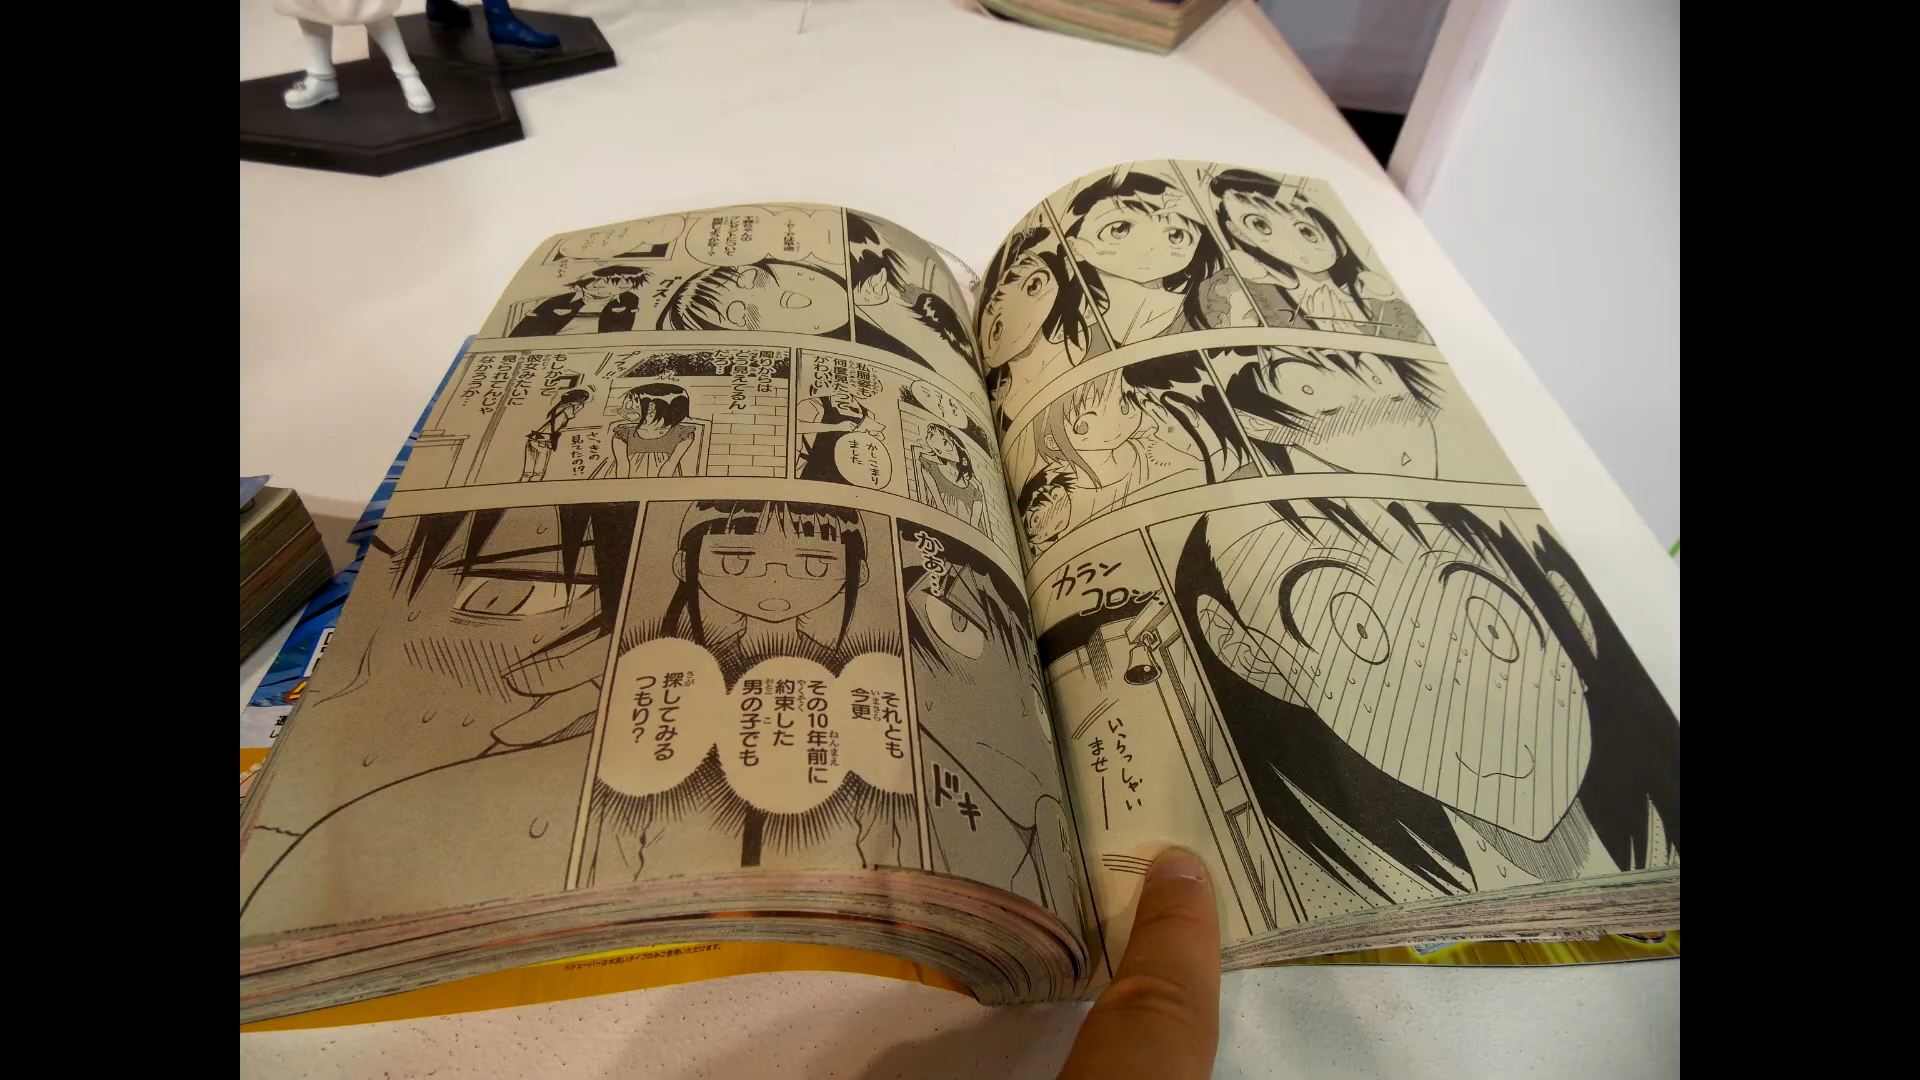 カラン
コロン
いらっしゃい
ませ—
私服姿も
何度見たって
かわいい
かしこまり
ました
周りからは
どう見えてるん
だろ…
プァッ!!
さっきの
見てたの!?
もしかして
彼女みたいに
見られてんじゃ
なかろうか…
かあ…
ドキ
それとも
今更
その10年前に
約束した
男の子でも
探してみる
つもり?